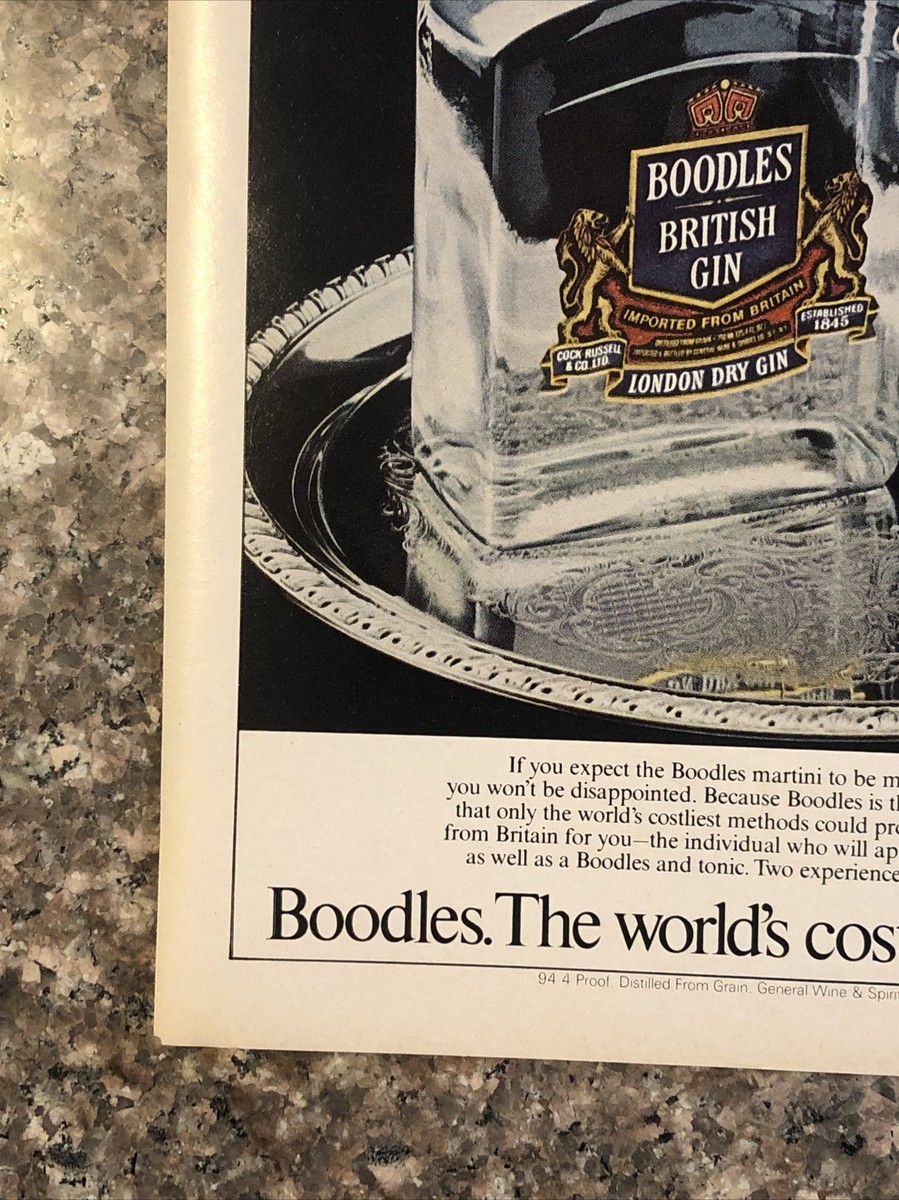 BOODLES
BRITISH
GIN
IMPORTED FROM BRITAIN
COCK RUSSELL
& CO. LTD.
ESTABLISHED
1845
LONDON DRY GIN
If you expect the Boodles martini to be m
you won't be disappointed. Because Boodles is th
that only the world's costliest methods could pro
from Britain for you—the individual who will ap
as well as a Boodles and tonic. Two experience
Boodles. The world's cost
94 4 Proof. Distilled From Grain. General Wine & Spirit